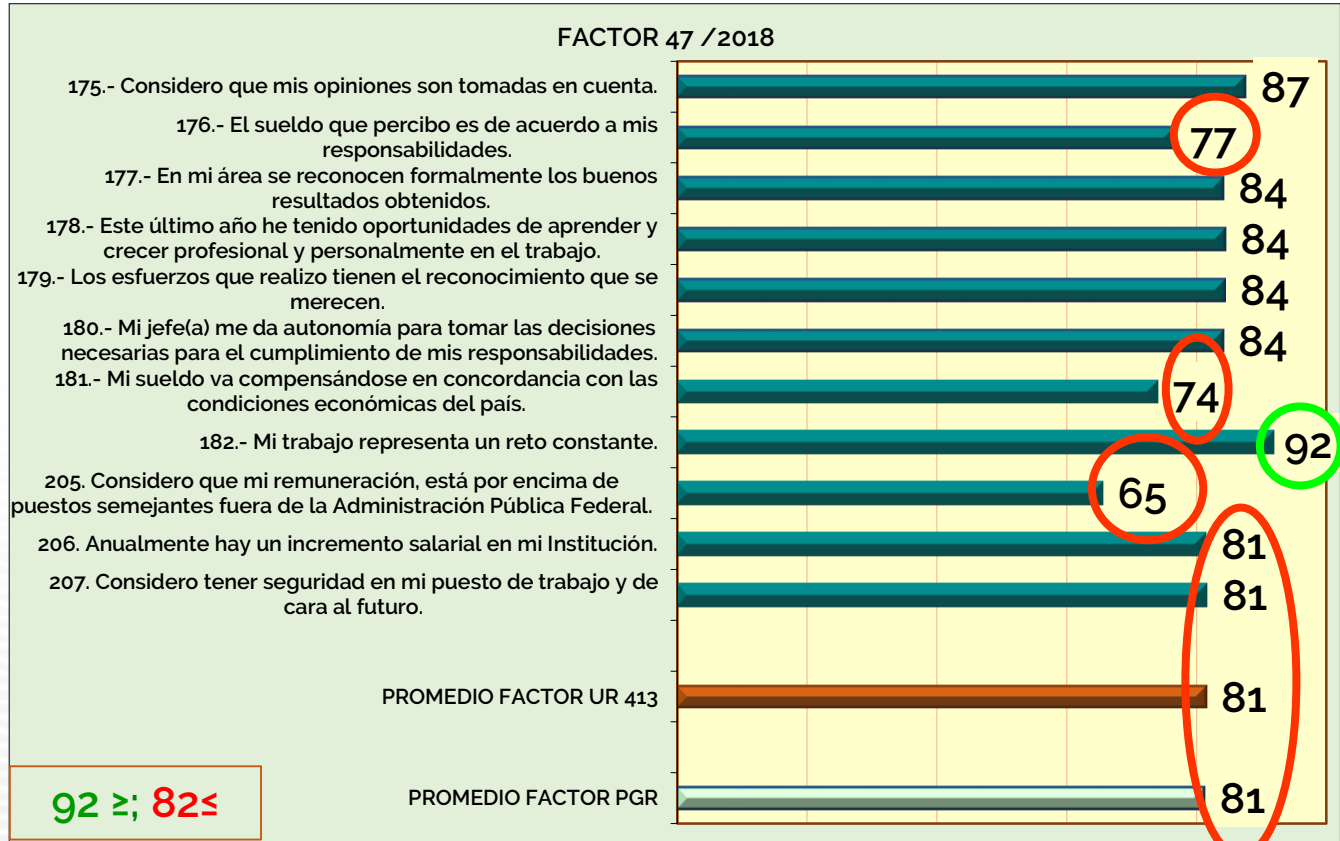 FACTOR 47 /2018
175.- Considero que mis opiniones son tomadas en cuenta.
87
176.- El sueldo que percibo es de acuerdo a mis
responsabilidades.
77
177.- En mi área se reconocen formalmente los buenos
resultados obtenidos.
84
178.- Este último año he tenido oportunidades de aprender y
crecer profesional y personalmente en el trabajo.
84
179.- Los esfuerzos que realizo tienen el reconocimiento que se
merecen.
84
180.- Mi jefe(a) me da autonomía para tomar las decisiones
necesarias para el cumplimiento de mis responsabilidades.
84
181.- Mi sueldo va compensándose en concordancia con las
condiciones económicas del país.
74
182.- Mi trabajo representa un reto constante.
92
205. Considero que mi remuneración, está por encima de
puestos semejantes fuera de la Administración Pública Federal.
65
206. Anualmente hay un incremento salarial en mi Institución.
81
207. Considero tener seguridad en mi puesto de trabajo y de
cara al futuro.
81
PROMEDIO FACTOR UR 413
81
PROMEDIO FACTOR PGR
81
92 ≥; 82≤